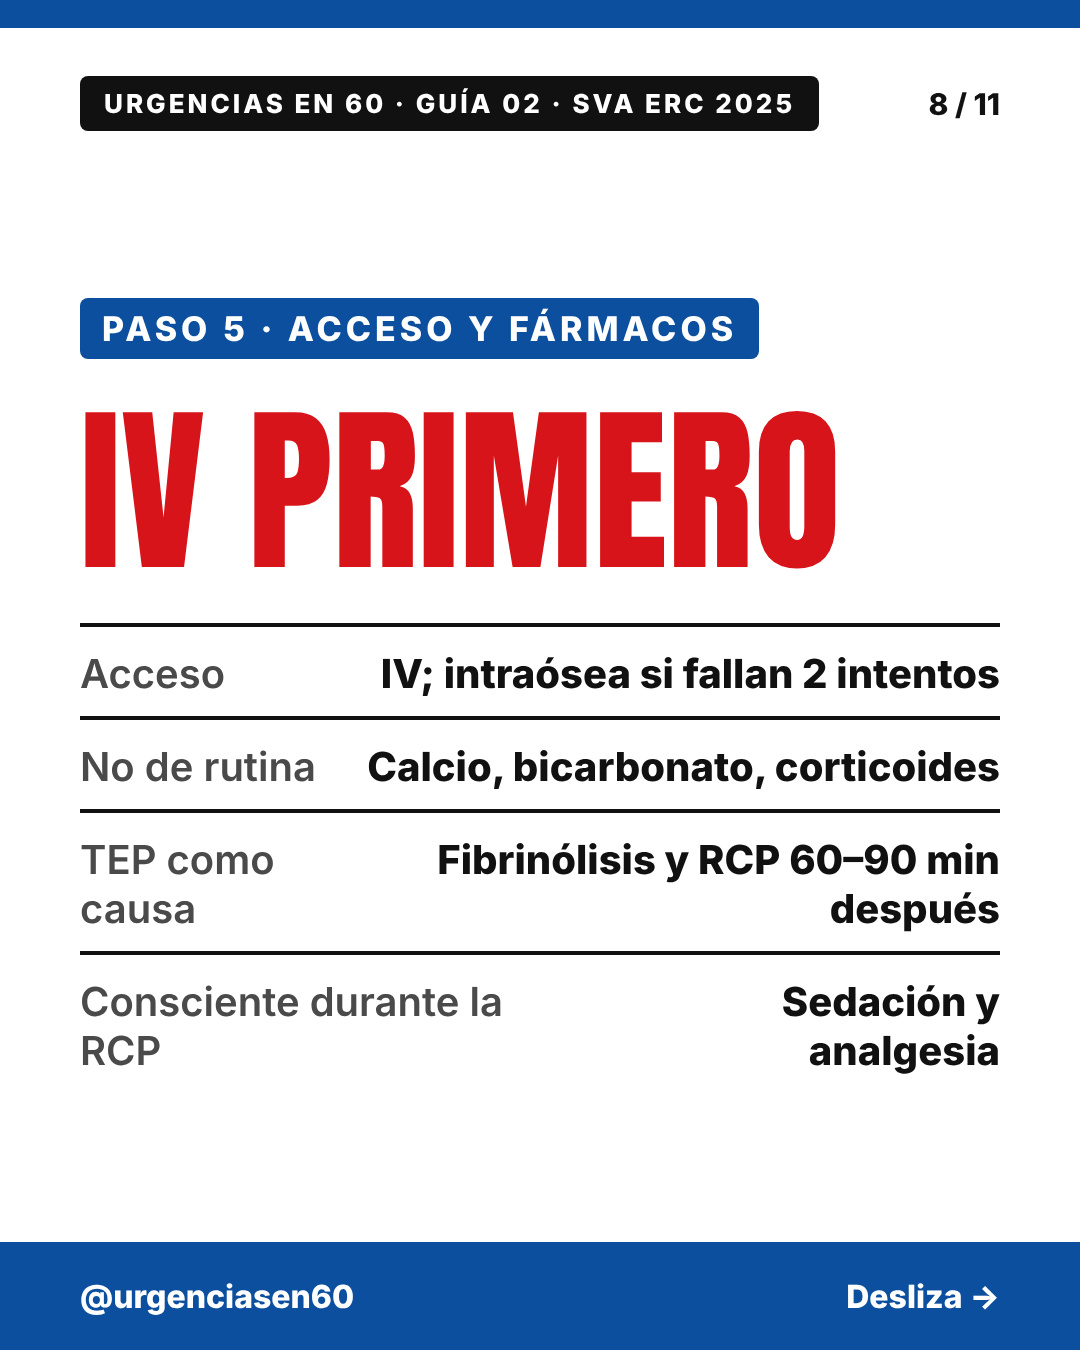 URGENCIAS EN 60 · GUÍA 02 · SVA ERC 2025
8 / 11
PASO 5 · ACCESO Y FÁRMACOS
IV PRIMERO
Acceso
IV; intraósea si fallan 2 intentos
No de rutina
Calcio, bicarbonato, corticoides
TEP como
causa
Fibrinólisis y RCP 60–90 min
después
Consciente durante la
RCP
Sedación y
analgesia
@urgenciasen60
Desliza →